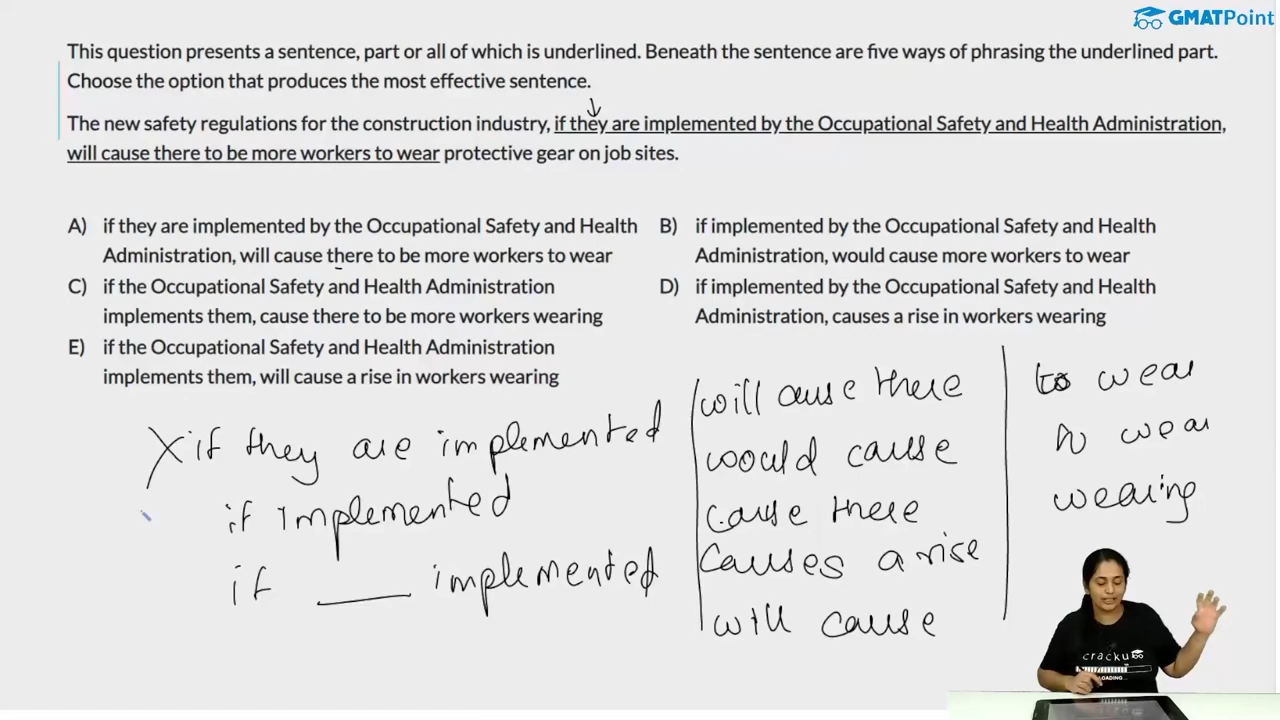 GMATPoint
This question presents a sentence, part or all of which is underlined. Beneath the sentence are five ways of phrasing the underlined part.
Choose the option that produces the most effective sentence.
The new safety regulations for the construction industry, if they are implemented by the Occupational Safety and Health Administration,
will cause there to be more workers to wear protective gear on job sites.
A) if they are implemented by the Occupational Safety and Health
Administration, will cause there to be more workers to wear
B) if implemented by the Occupational Safety and Health
Administration, would cause more workers to wear
C) if the Occupational Safety and Health Administration
implements them, cause there to be more workers wearing
D) if implemented by the Occupational Safety and Health
Administration, causes a rise in workers wearing
E) if the Occupational Safety and Health Administration
implements them, will cause a rise in workers wearing
X if they are implemented
if implemented
if ___ implemented
will cause there
would cause
cause there
causes a rise
will cause
to wear
to wear
wearing
cracku
LOADING...